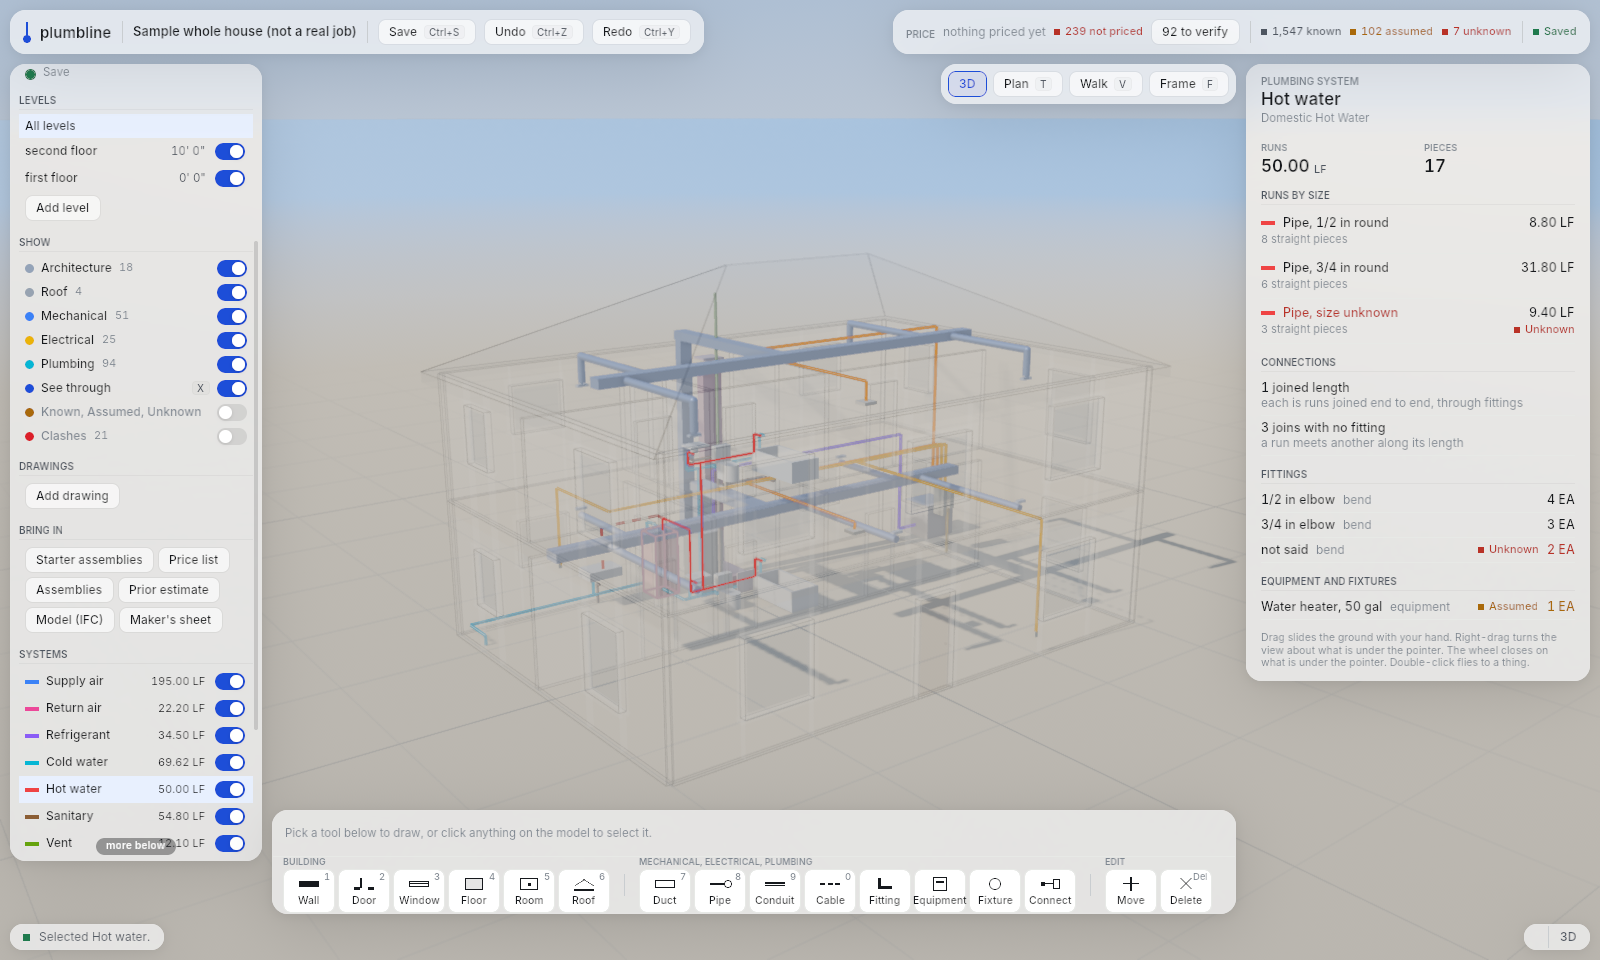 plumbline
Sample whole house (not a real job)
Save Ctrl+S
Undo Ctrl+Z
Redo Ctrl+Y
PRICE nothing priced yet
239 not priced
92 to verify
1,547 known
102 assumed
7 unknown
Saved
Save
LEVELS
All levels
second floor 10' 0"
first floor 0' 0"
Add level
SHOW
Architecture 18
Roof 4
Mechanical 51
Electrical 25
Plumbing 94
See through X
Known, Assumed, Unknown
Clashes 21
DRAWINGS
Add drawing
BRING IN
Starter assemblies
Price list
Assemblies
Prior estimate
Model (IFC)
Maker's sheet
SYSTEMS
Supply air 195.00 LF
Return air 22.20 LF
Refrigerant 34.50 LF
Cold water 69.62 LF
Hot water 50.00 LF
Sanitary 54.80 LF
Vent 12.10 LF
more below
3D
Plan T
Walk V
Frame F
PLUMBING SYSTEM
Hot water
Domestic Hot Water
RUNS PIECES
50.00 LF 17
RUNS BY SIZE
Pipe, 1/2 in round 8.80 LF
8 straight pieces
Pipe, 3/4 in round 31.80 LF
6 straight pieces
Pipe, size unknown 9.40 LF
3 straight pieces Unknown
CONNECTIONS
1 joined length
each is runs joined end to end, through fittings
3 joins with no fitting
a run meets another along its length
FITTINGS
1/2 in elbow bend 4 EA
3/4 in elbow bend 3 EA
not said bend Unknown 2 EA
EQUIPMENT AND FIXTURES
Water heater, 50 gal equipment Assumed 1 EA
Drag slides the ground with your hand. Right-drag turns the
view about what is under the pointer. The wheel closes on
what is under the pointer. Double-click flies to a thing.
Pick a tool below to draw, or click anything on the model to select it.
BUILDING
1 Wall
2 Door
3 Window
4 Floor
5 Room
6 Roof
MECHANICAL, ELECTRICAL, PLUMBING
7 Duct
8 Pipe
9 Conduit
0 Cable
Fitting
Equipment
Fixture
Connect
EDIT
Move
Del Delete
Selected Hot water.
3D